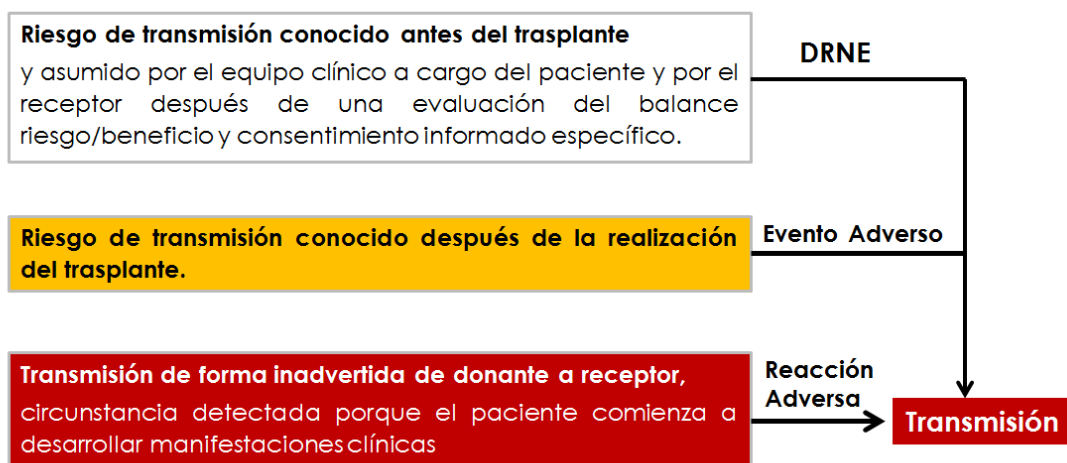 Riesgo de transmisión conocido antes del trasplante
y asumido por el equipo clínico a cargo del paciente y por el
receptor después de una evaluación del balance
riesgo/beneficio y consentimiento informado específico.
DRNE
Riesgo de transmisión conocido después de la realización
del trasplante.
Evento Adverso
Transmisión de forma inadvertida de donante a receptor,
circunstancia detectada porque el paciente comienza a
desarrollar manifestaciones clínicas
Reacción
Adversa
Transmisión